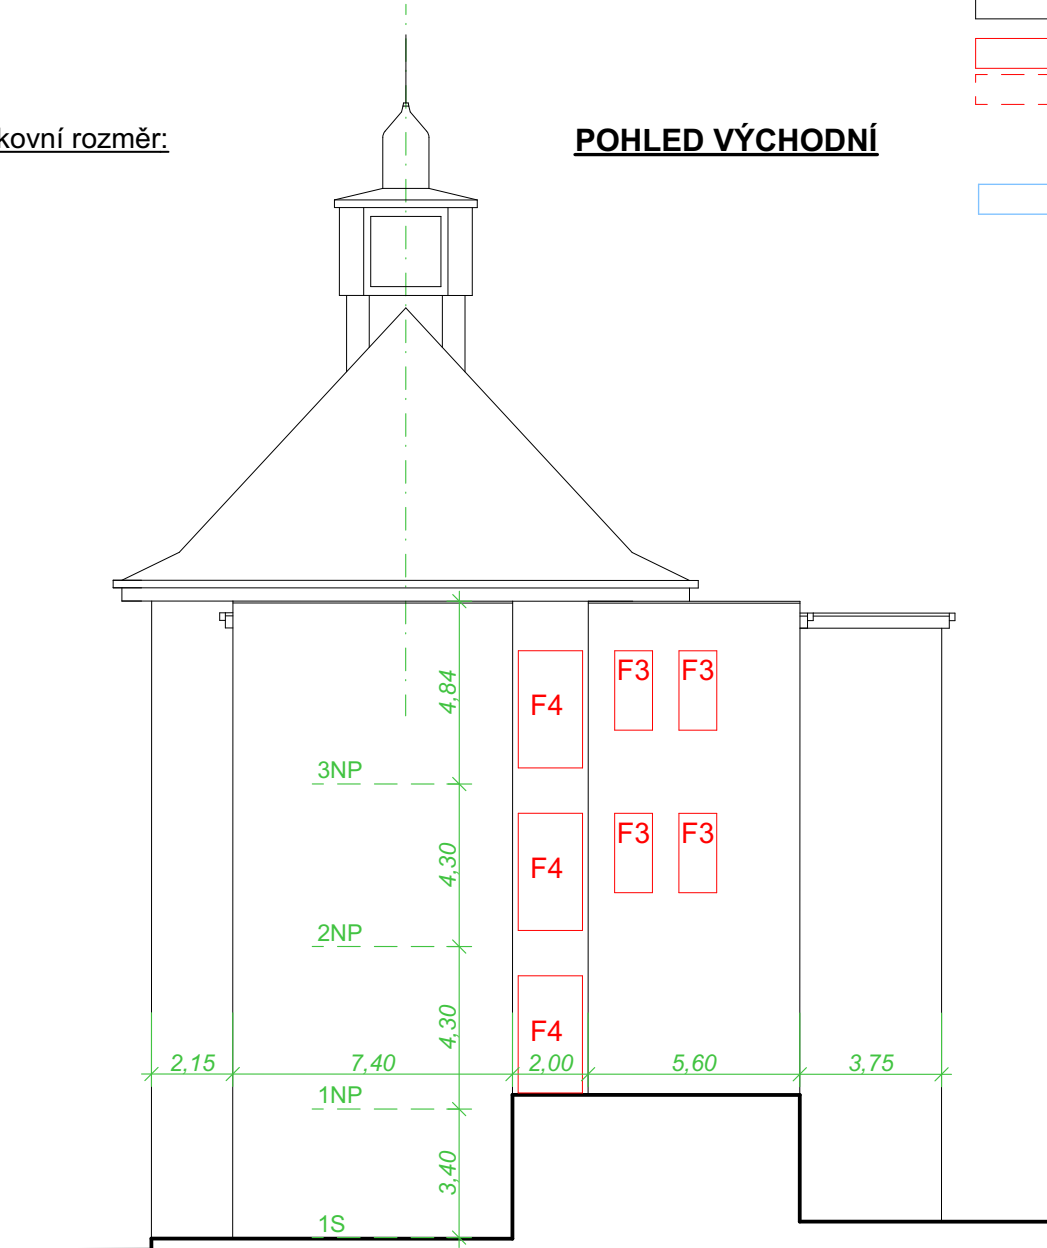 kovní rozměr:
POHLED VÝCHODNÍ
4,84
F4
F3
F3
3NP
4,30
F4
F3
F3
2NP
4,30
F4
2,15
7,40
2,00
5,60
3,75
1NP
3,40
1S